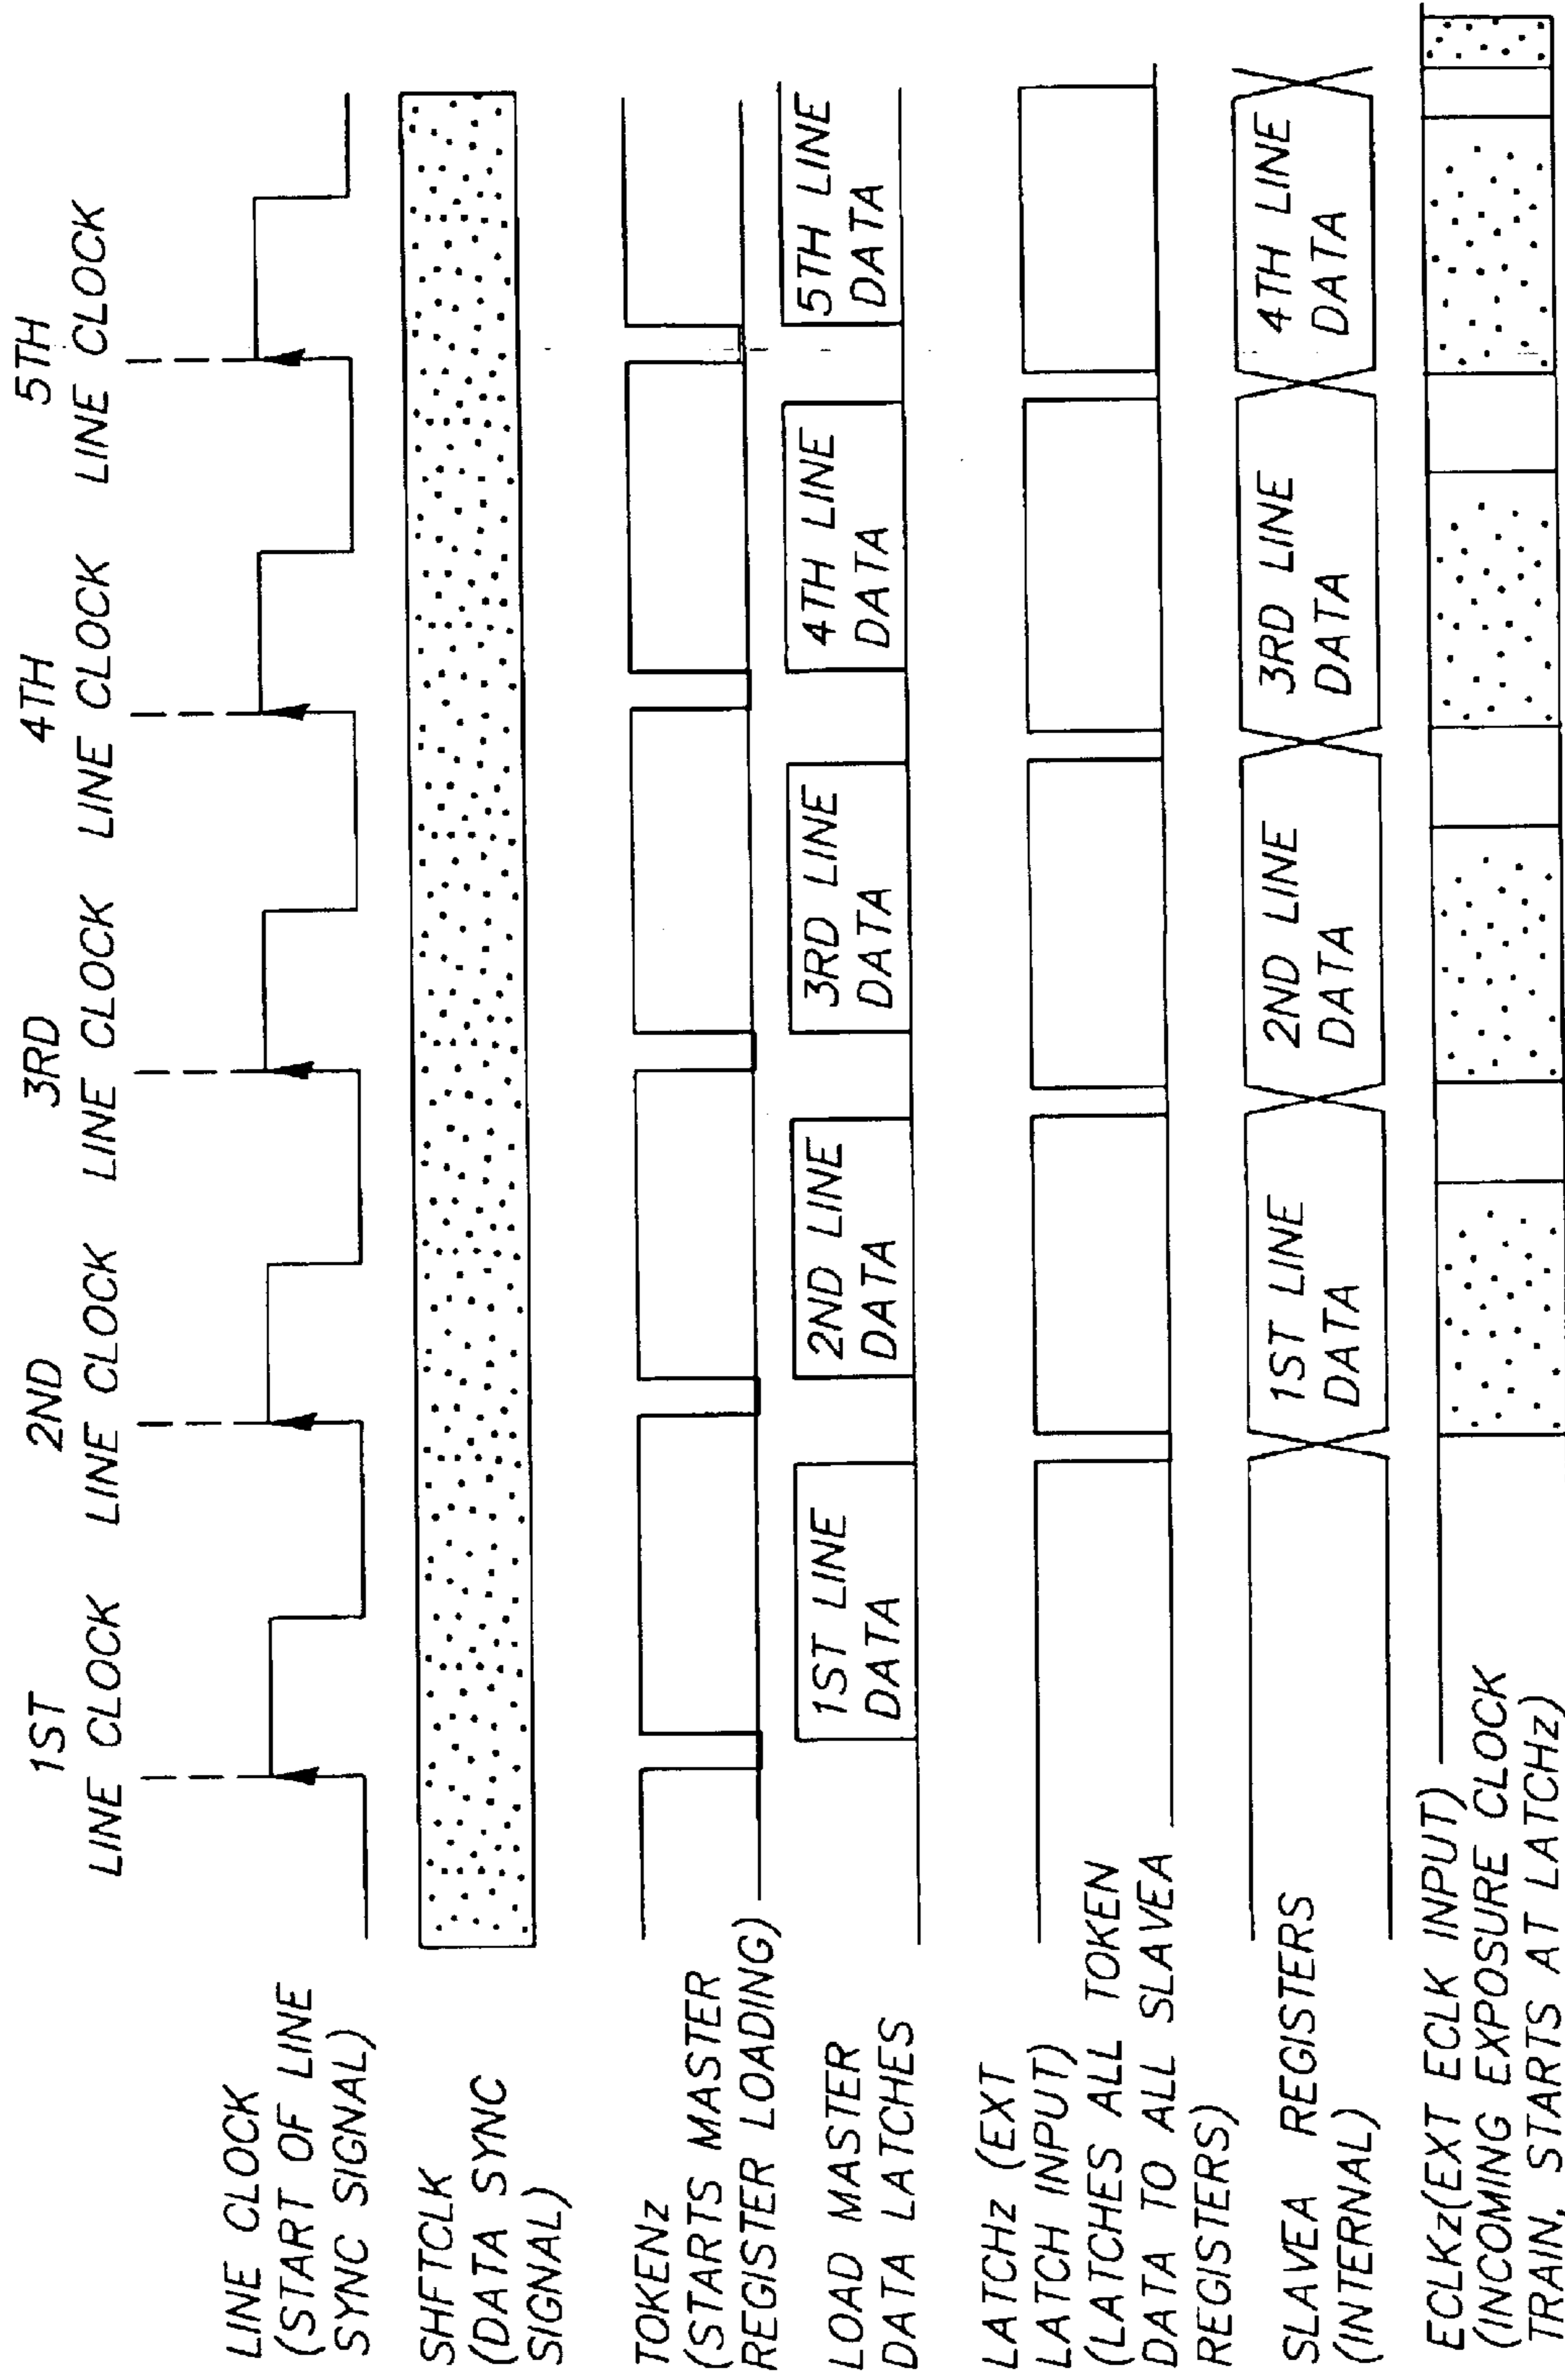 1ST
LINE CLOCK
2ND
LINE CLOCK
3RD
LINE CLOCK
4TH
LINE CLOCK
5TH
LINE CLOCK
LINE CLOCK
(START OF LINE
SYNC SIGNAL)
SHFTCLK
(DATA SYNC
SIGNAL)
TOKENz
(STARTS MASTER
REGISTER LOADING)
LOAD MASTER
DATA LATCHES
1ST LINE
DATA
2ND LINE
DATA
3RD LINE
DATA
4TH LINE
DATA
5TH LINE
DATA
LATCHz (EXT
LATCH INPUT)
(LATCHES ALL TOKEN
DATA TO ALL SLAVEA
REGISTERS)
SLAVEA REGISTERS
(INTERNAL)
1ST LINE
DATA
2ND LINE
DATA
3RD LINE
DATA
4TH LINE
DATA
ECLKz(EXT ECLK INPUT)
(INCOMING EXPOSURE CLOCK
TRAIN, STARTS AT LATCHz)